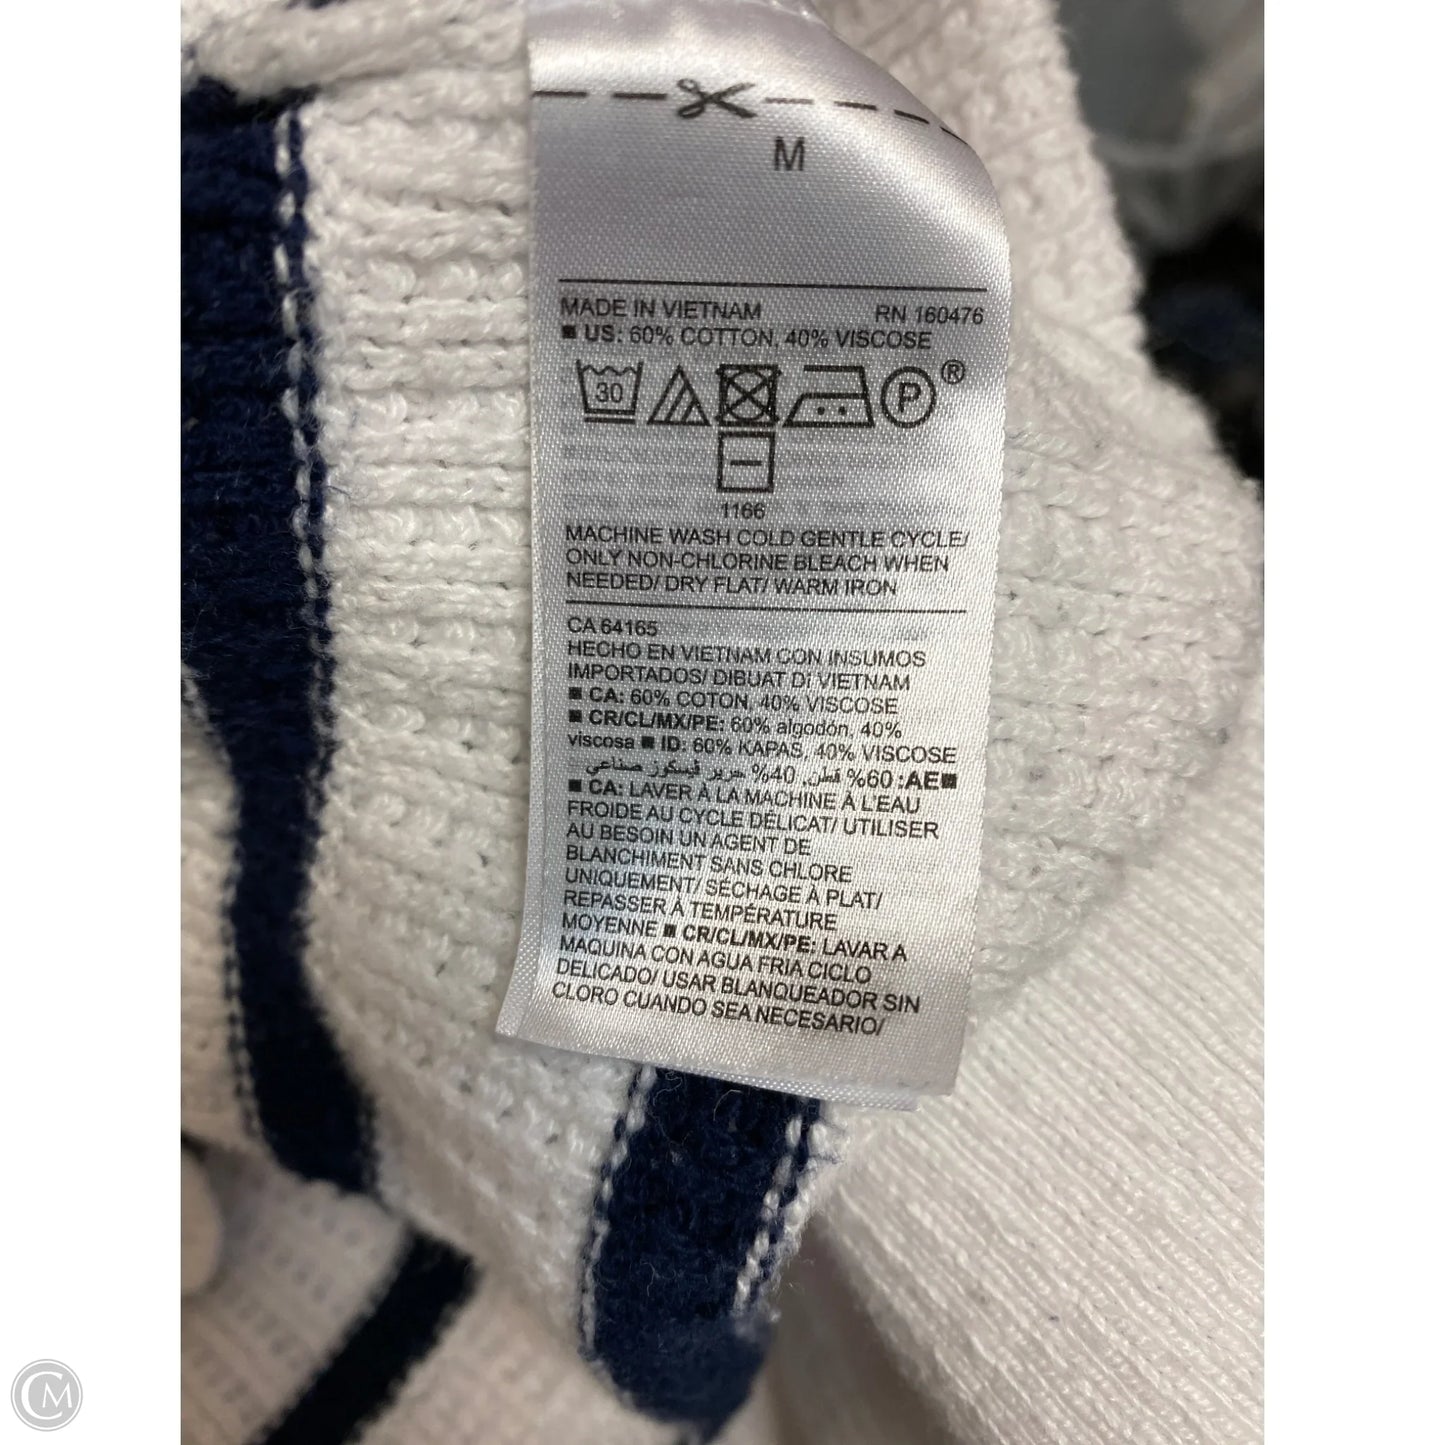 M
MADE IN VIETNAM RN 160476
■ US: 60% COTTON, 40% VISCOSE
30 P ®
1166
MACHINE WASH COLD GENTLE CYCLE/
ONLY NON-CHLORINE BLEACH WHEN
NEEDED/ DRY FLAT/ WARM IRON
CA 64165
HECHO EN VIETNAM CON INSUMOS
IMPORTADOS/ DIBUAT Di VIETNAM
■ CA: 60% COTON, 40% VISCOSE
■ CR/CL/MX/PE: 60% algodón, 40%
viscosa ■ ID: 60% KAPAS, 40% VISCOSE
■AE: 60% قطن, 40% حرير فيسكوز صناعي
■ CA: LAVER À LA MACHINE À L'EAU
FROIDE AU CYCLE DÉLICAT/ UTILISER
AU BESOIN UN AGENT DE
BLANCHIMENT SANS CHLORE
UNIQUEMENT/ SÉCHAGE À PLAT/
REPASSER À TEMPÉRATURE
MOYENNE ■ CR/CL/MX/PE: LAVAR A
MAQUINA CON AGUA FRIA CICLO
DELICADO/ USAR BLANQUEADOR SIN
CLORO CUANDO SEA NECESARIO/
CM